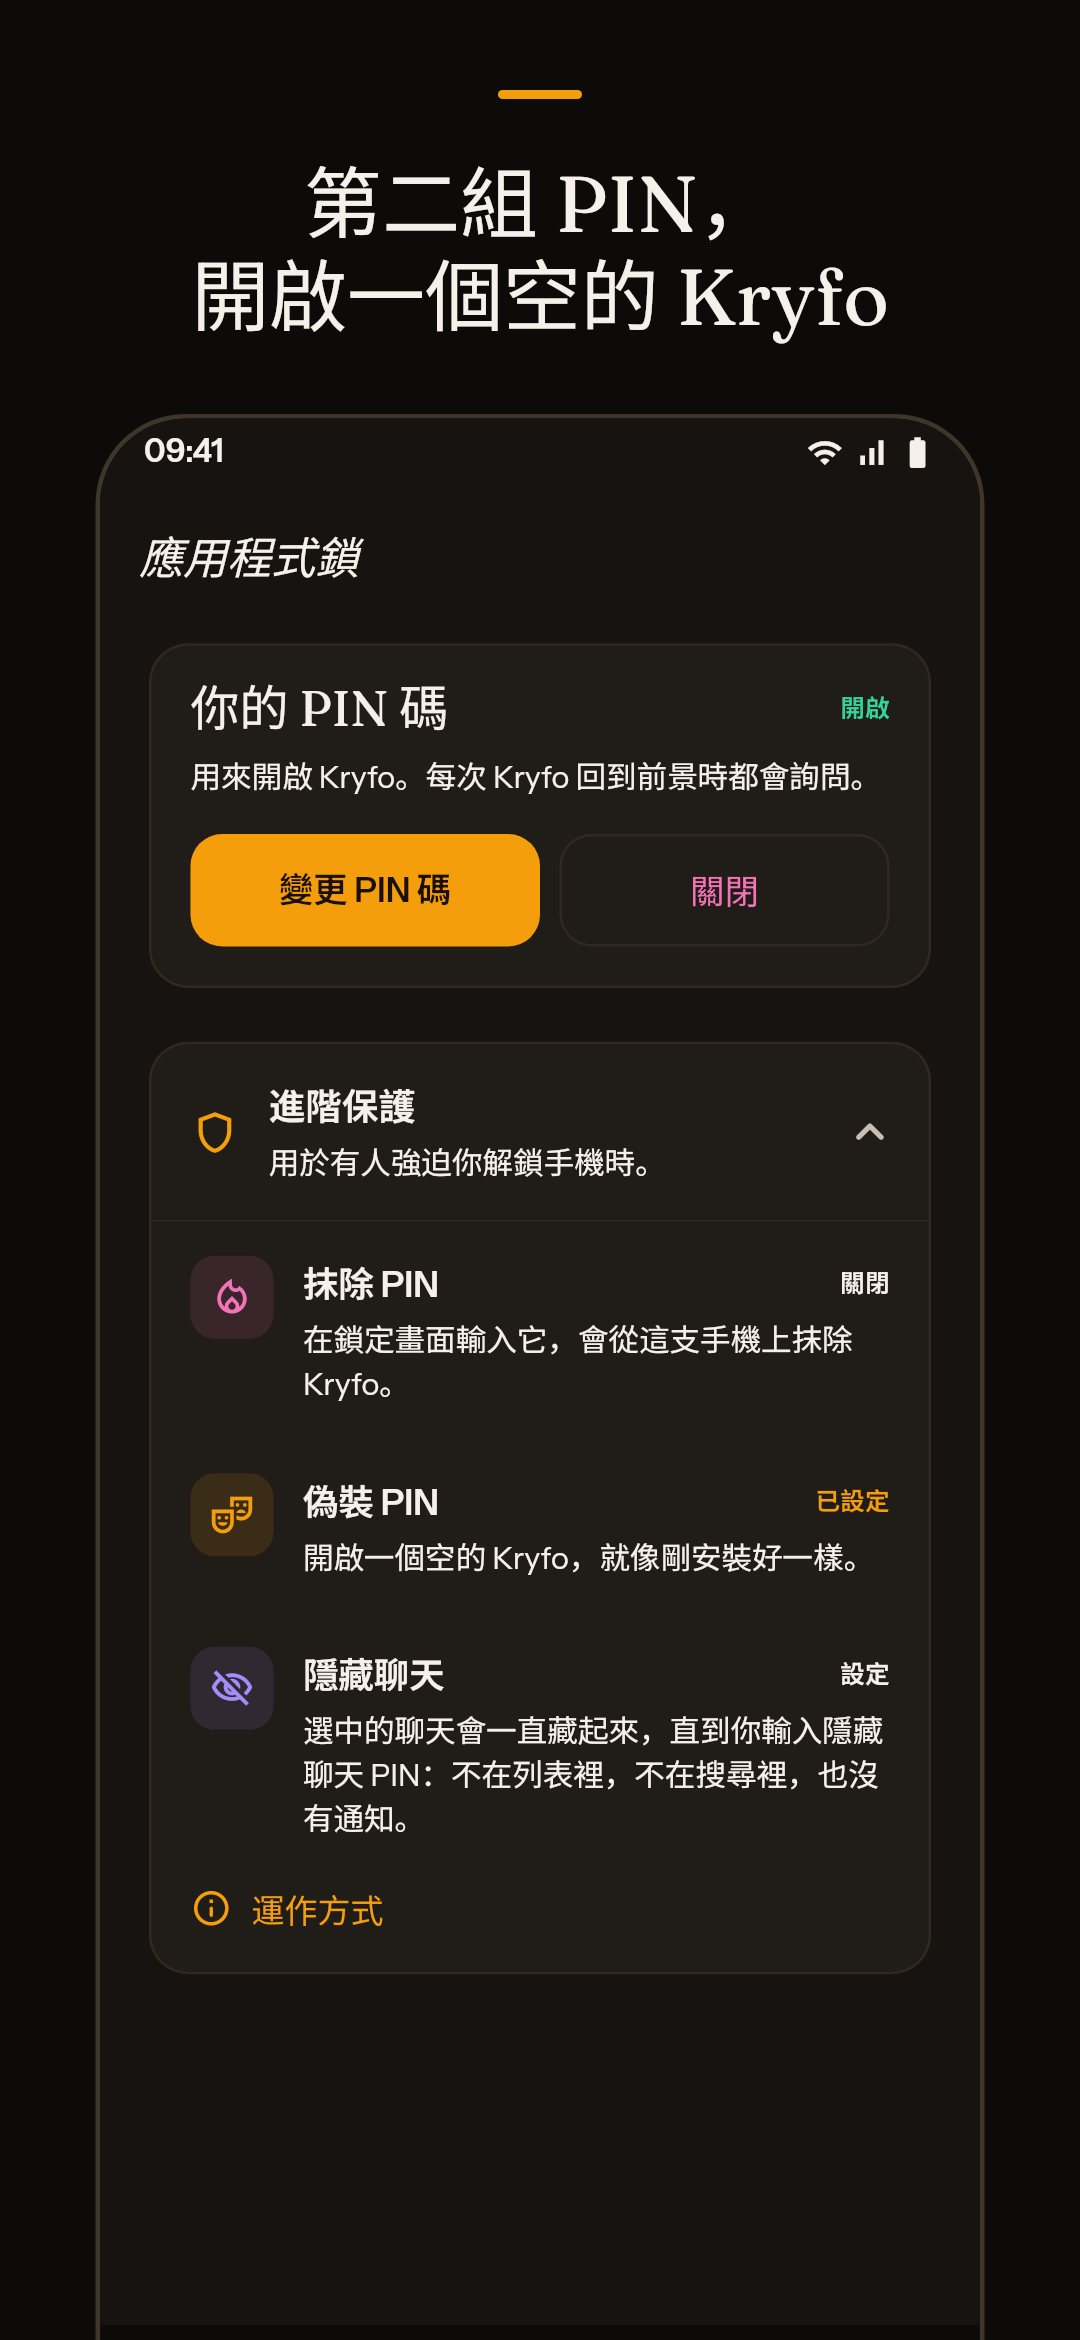 第二組 PIN，
開啟一個空的 Kryfo
09:41
應用程式鎖
你的 PIN 碼
開啟
用來開啟 Kryfo。每次 Kryfo 回到前景時都會詢問。
變更 PIN 碼
關閉
進階保護
用於有人強迫你解鎖手機時。
抹除 PIN
關閉
在鎖定畫面輸入它，會從這支手機上抹除
Kryfo。
偽裝 PIN
已設定
開啟一個空的 Kryfo，就像剛安裝好一樣。
隱藏聊天
設定
選中的聊天會一直藏起來，直到你輸入隱藏
聊天 PIN：不在列表裡，不在搜尋裡，也沒
有通知。
運作方式